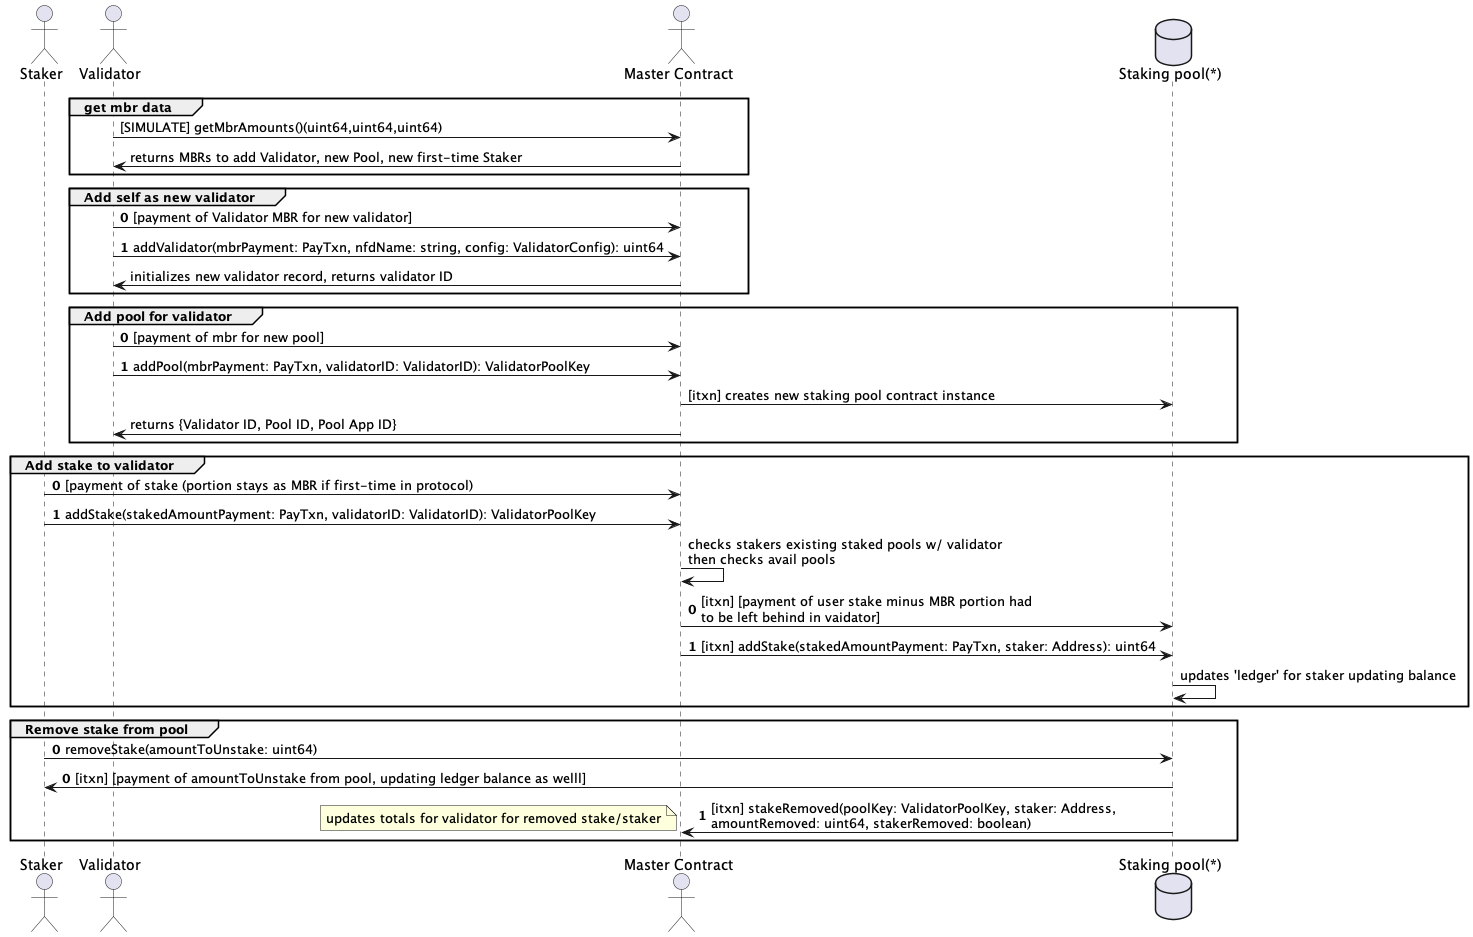 Staker Validator Master Contract Staking pool(*)
get mbr data
[SIMULATE] getMbrAmounts()(uint64,uint64,uint64)
returns MBRs to add Validator, new Pool, new first-time Staker
Add self as new validator
0 [payment of Validator MBR for new validator]
1 addValidator(mbrPayment: PayTxn, nfdName: string, config: ValidatorConfig): uint64
initializes new validator record, returns validator ID
Add pool for validator
0 [payment of mbr for new pool]
1 addPool(mbrPayment: PayTxn, validatorID: ValidatorID): ValidatorPoolKey
[itxn] creates new staking pool contract instance
returns {Validator ID, Pool ID, Pool App ID}
Add stake to validator
0 [payment of stake (portion stays as MBR if first-time in protocol)
1 addStake(stakedAmountPayment: PayTxn, validatorID: ValidatorID): ValidatorPoolKey
checks stakers existing staked pools w/ validator
then checks avail pools
0 [itxn] [payment of user stake minus MBR portion had
to be left behind in vaidator]
1 [itxn] addStake(stakedAmountPayment: PayTxn, staker: Address): uint64
updates 'ledger' for staker updating balance
Remove stake from pool
0 removeStake(amountToUnstake: uint64)
0 [itxn] [payment of amountToUnstake from pool, updating ledger balance as welll]
1 [itxn] stakeRemoved(poolKey: ValidatorPoolKey, staker: Address,
amountRemoved: uint64, stakerRemoved: boolean)
updates totals for validator for removed stake/staker
Staker Validator Master Contract Staking pool(*)